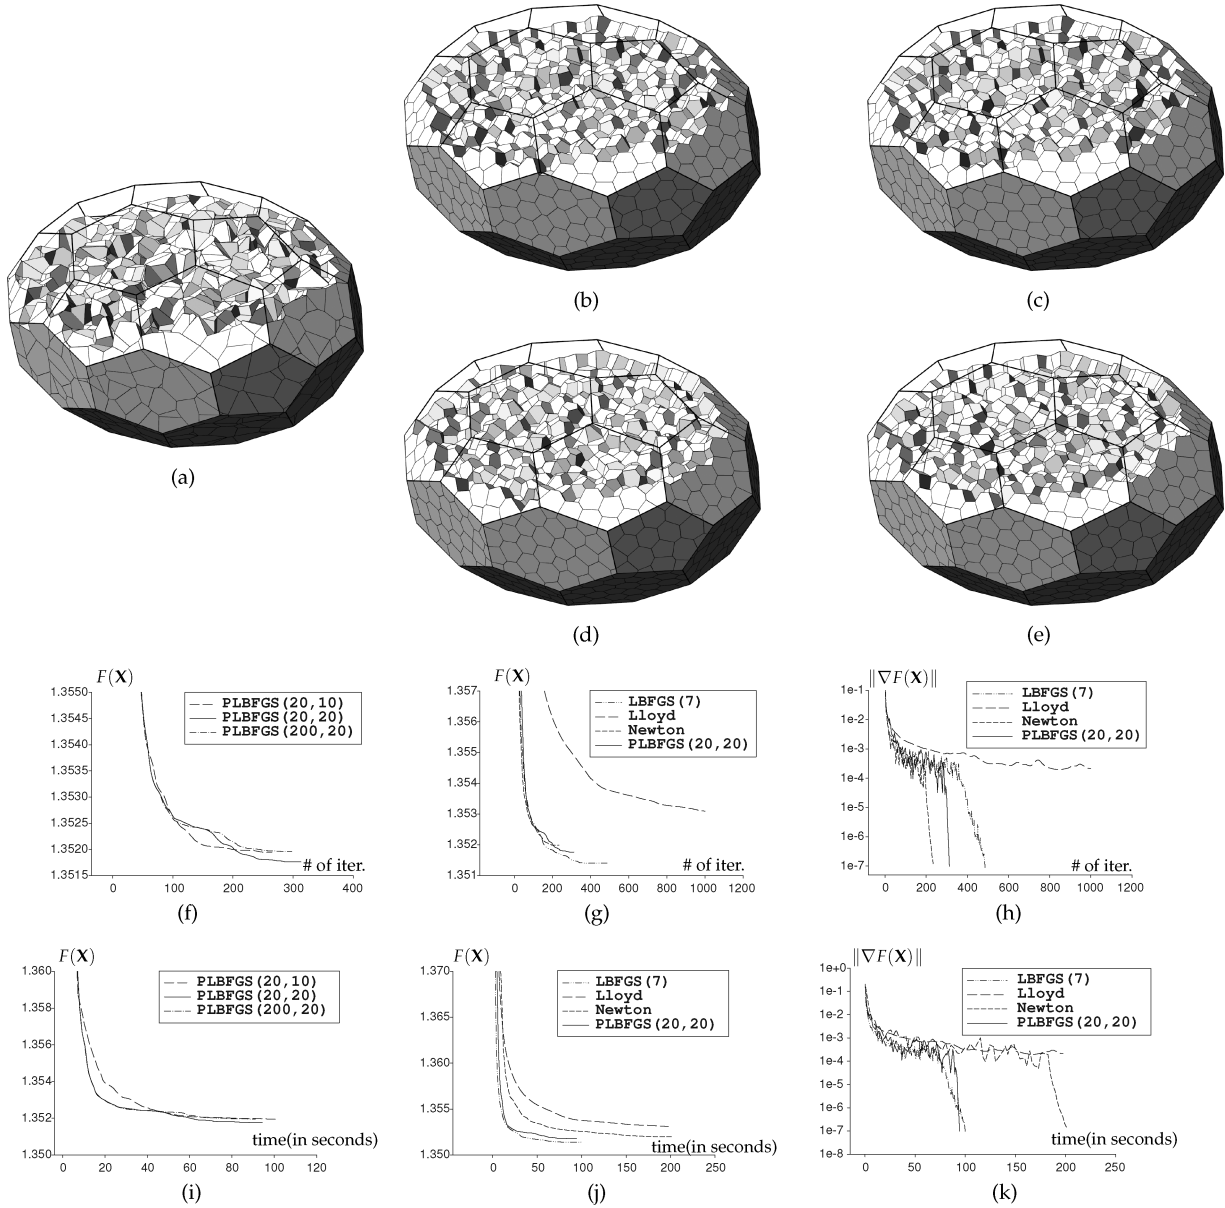 (a)
(b)
(c)
(d)
(e)
F(X)
1.3550
1.3545
1.3540
1.3535
1.3530
1.3525
1.3520
1.3515
PLBFGS(20,10)
PLBFGS(20,20)
PLBFGS(200,20)
# of iter.
0 100 200 300 400
(f)
F(X)
1.357
1.356
1.355
1.354
1.353
1.352
1.351
LBFGS(7)
Lloyd
Newton
PLBFGS(20,20)
# of iter.
0 200 400 600 800 1000 1200
(g)
||∇F(X)||
1e-1
1e-2
1e-3
1e-4
1e-5
1e-6
1e-7
LBFGS(7)
Lloyd
Newton
PLBFGS(20,20)
# of iter.
0 200 400 600 800 1000 1200
(h)
F(X)
1.360
1.358
1.356
1.354
1.352
1.350
PLBFGS(20,10)
PLBFGS(20,20)
PLBFGS(200,20)
time(in seconds)
0 20 40 60 80 100 120
(i)
F(X)
1.370
1.365
1.360
1.355
1.350
LBFGS(7)
Lloyd
Newton
PLBFGS(20,20)
time(in seconds)
0 50 100 150 200 250
(j)
||∇F(X)||
1e+0
1e-1
1e-2
1e-3
1e-4
1e-5
1e-6
1e-7
1e-8
LBFGS(7)
Lloyd
Newton
PLBFGS(20,20)
time(in seconds)
0 50 100 150 200 250
(k)